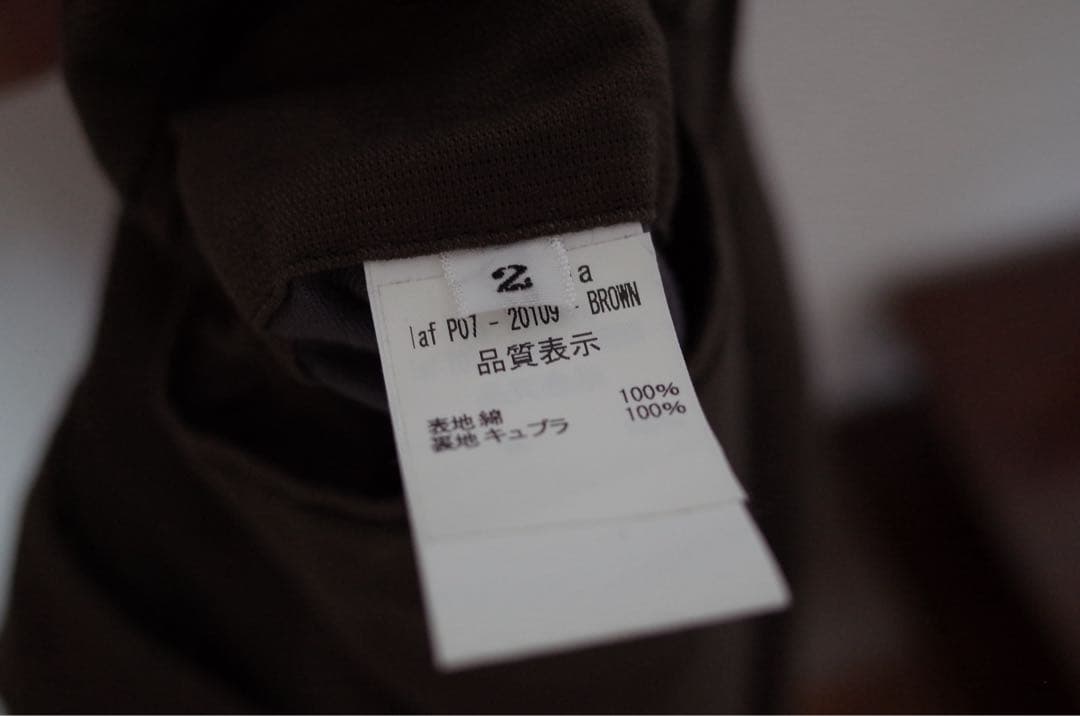 2
a
laf P07 - 20109 - BROWN
品質表示
表地 綿 100%
裏地 キュプラ 100%